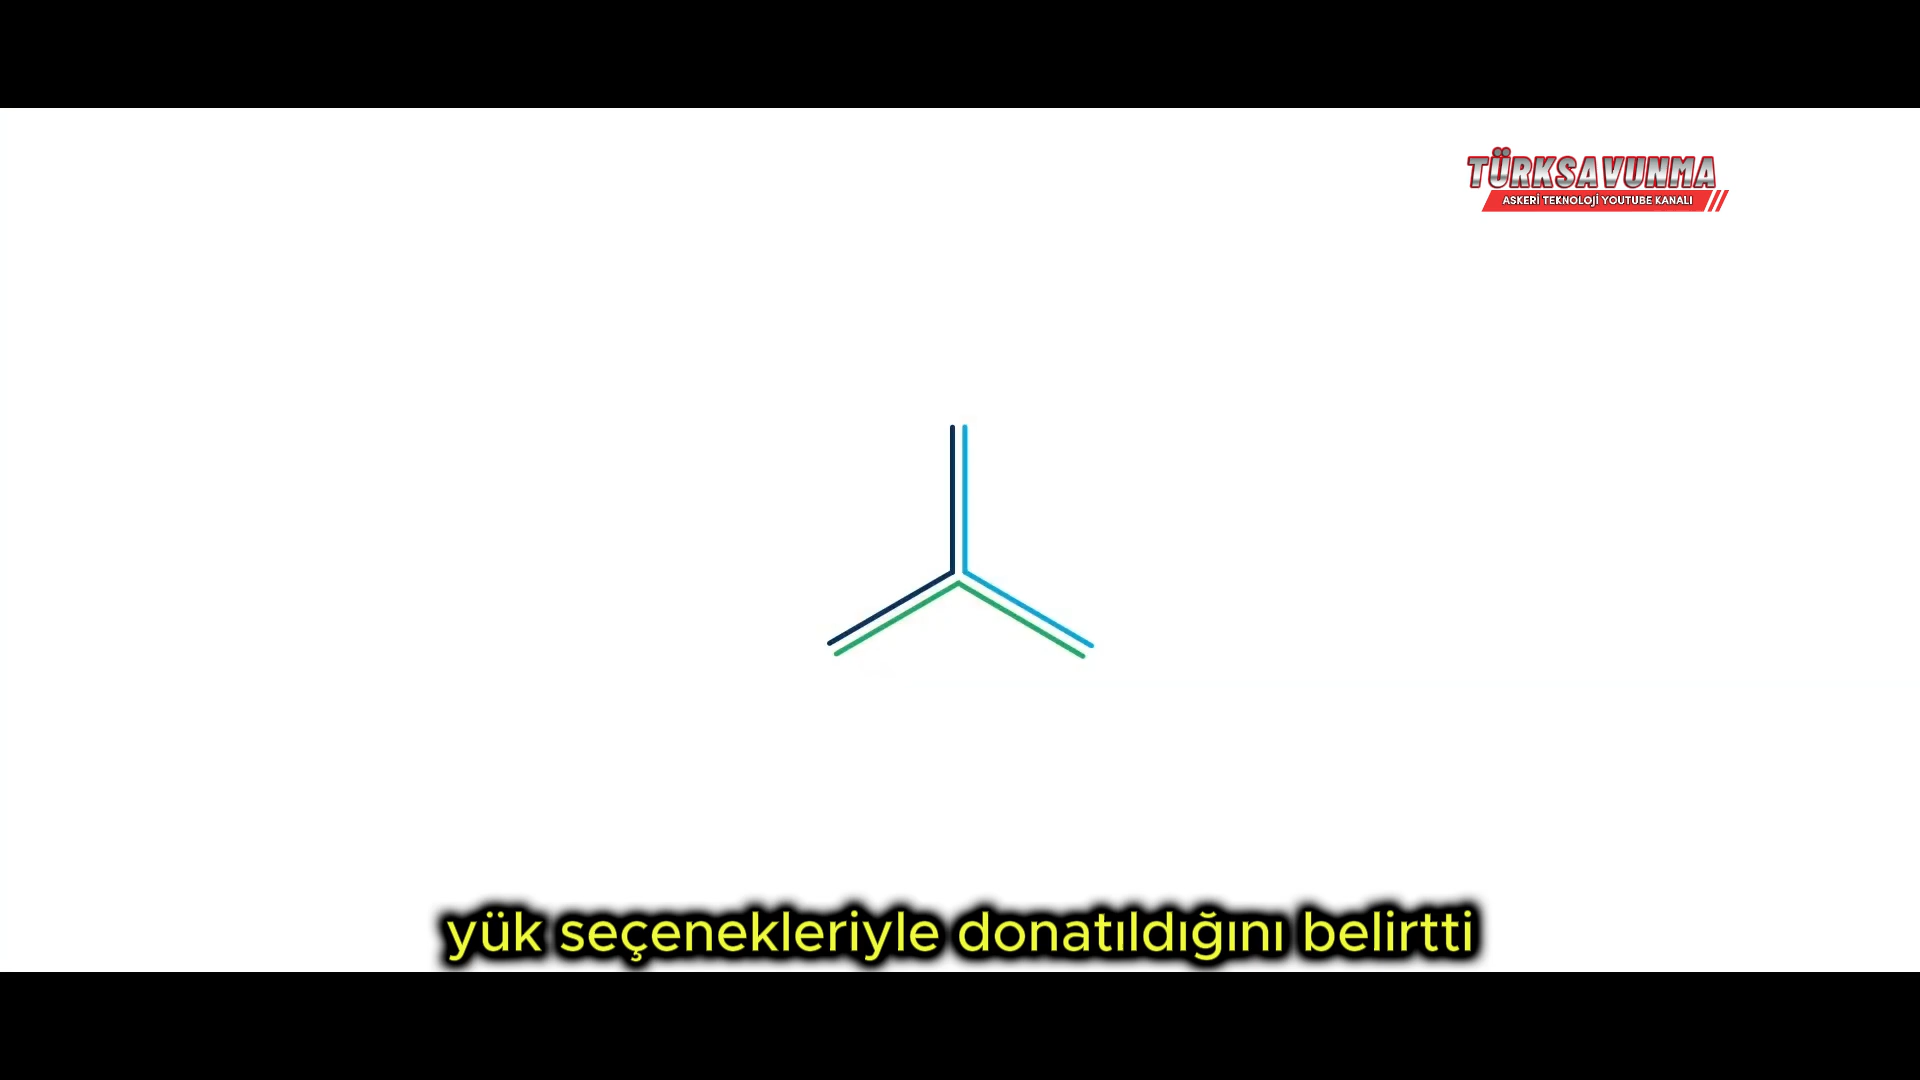 TÜRKSAVUNMA
ASKERİ TEKNOLOJİ YOUTUBE KANALI
yük seçenekleriyle donatıldığını belirtti